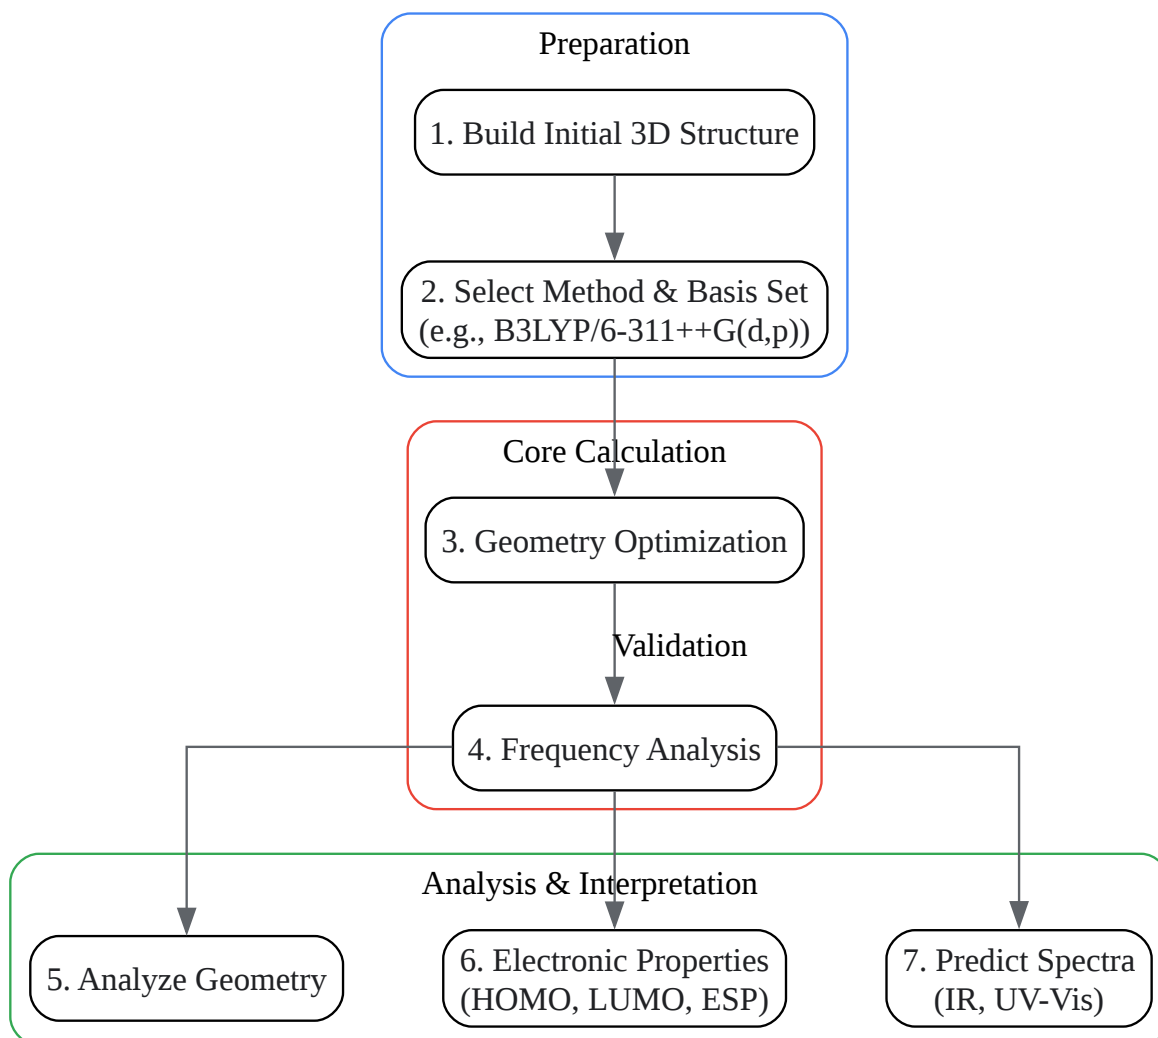 Preparation
1. Build Initial 3D Structure
2. Select Method & Basis Set
(e.g., B3LYP/6-311++G(d,p))
Core Calculation
3. Geometry Optimization
Validation
4. Frequency Analysis
Analysis & Interpretation
5. Analyze Geometry
6. Electronic Properties
(HOMO, LUMO, ESP)
7. Predict Spectra
(IR, UV-Vis)